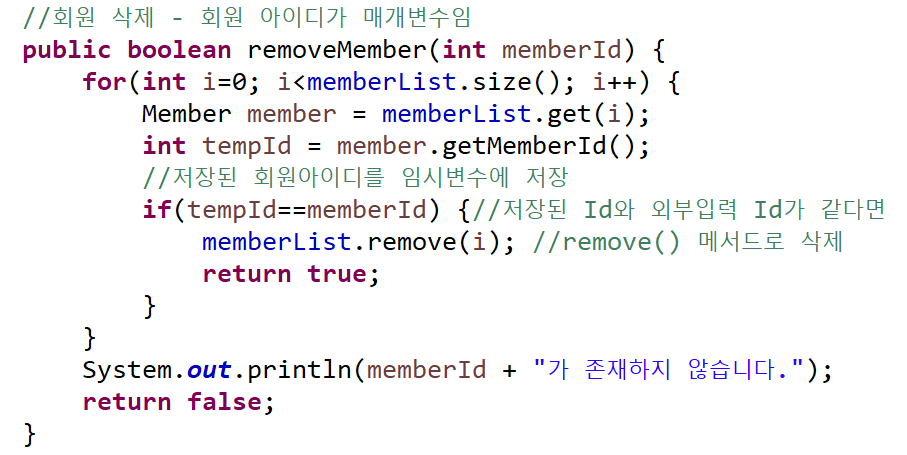 //회원 삭제 - 회원 아이디가 매개변수임
public boolean removeMember(int memberId) {
    for(int i=0; i<memberList.size(); i++) {
        Member member = memberList.get(i);
        int tempId = member.getMemberId();
        //저장된 회원아이디를 임시변수에 저장
        if(tempId==memberId) {//저장된 Id와 외부입력 Id가 같다면
            memberList.remove(i); //remove() 메서드로 삭제
            return true;
        }
    }
    System.out.println(memberId + "가 존재하지 않습니다.");
    return false;
}